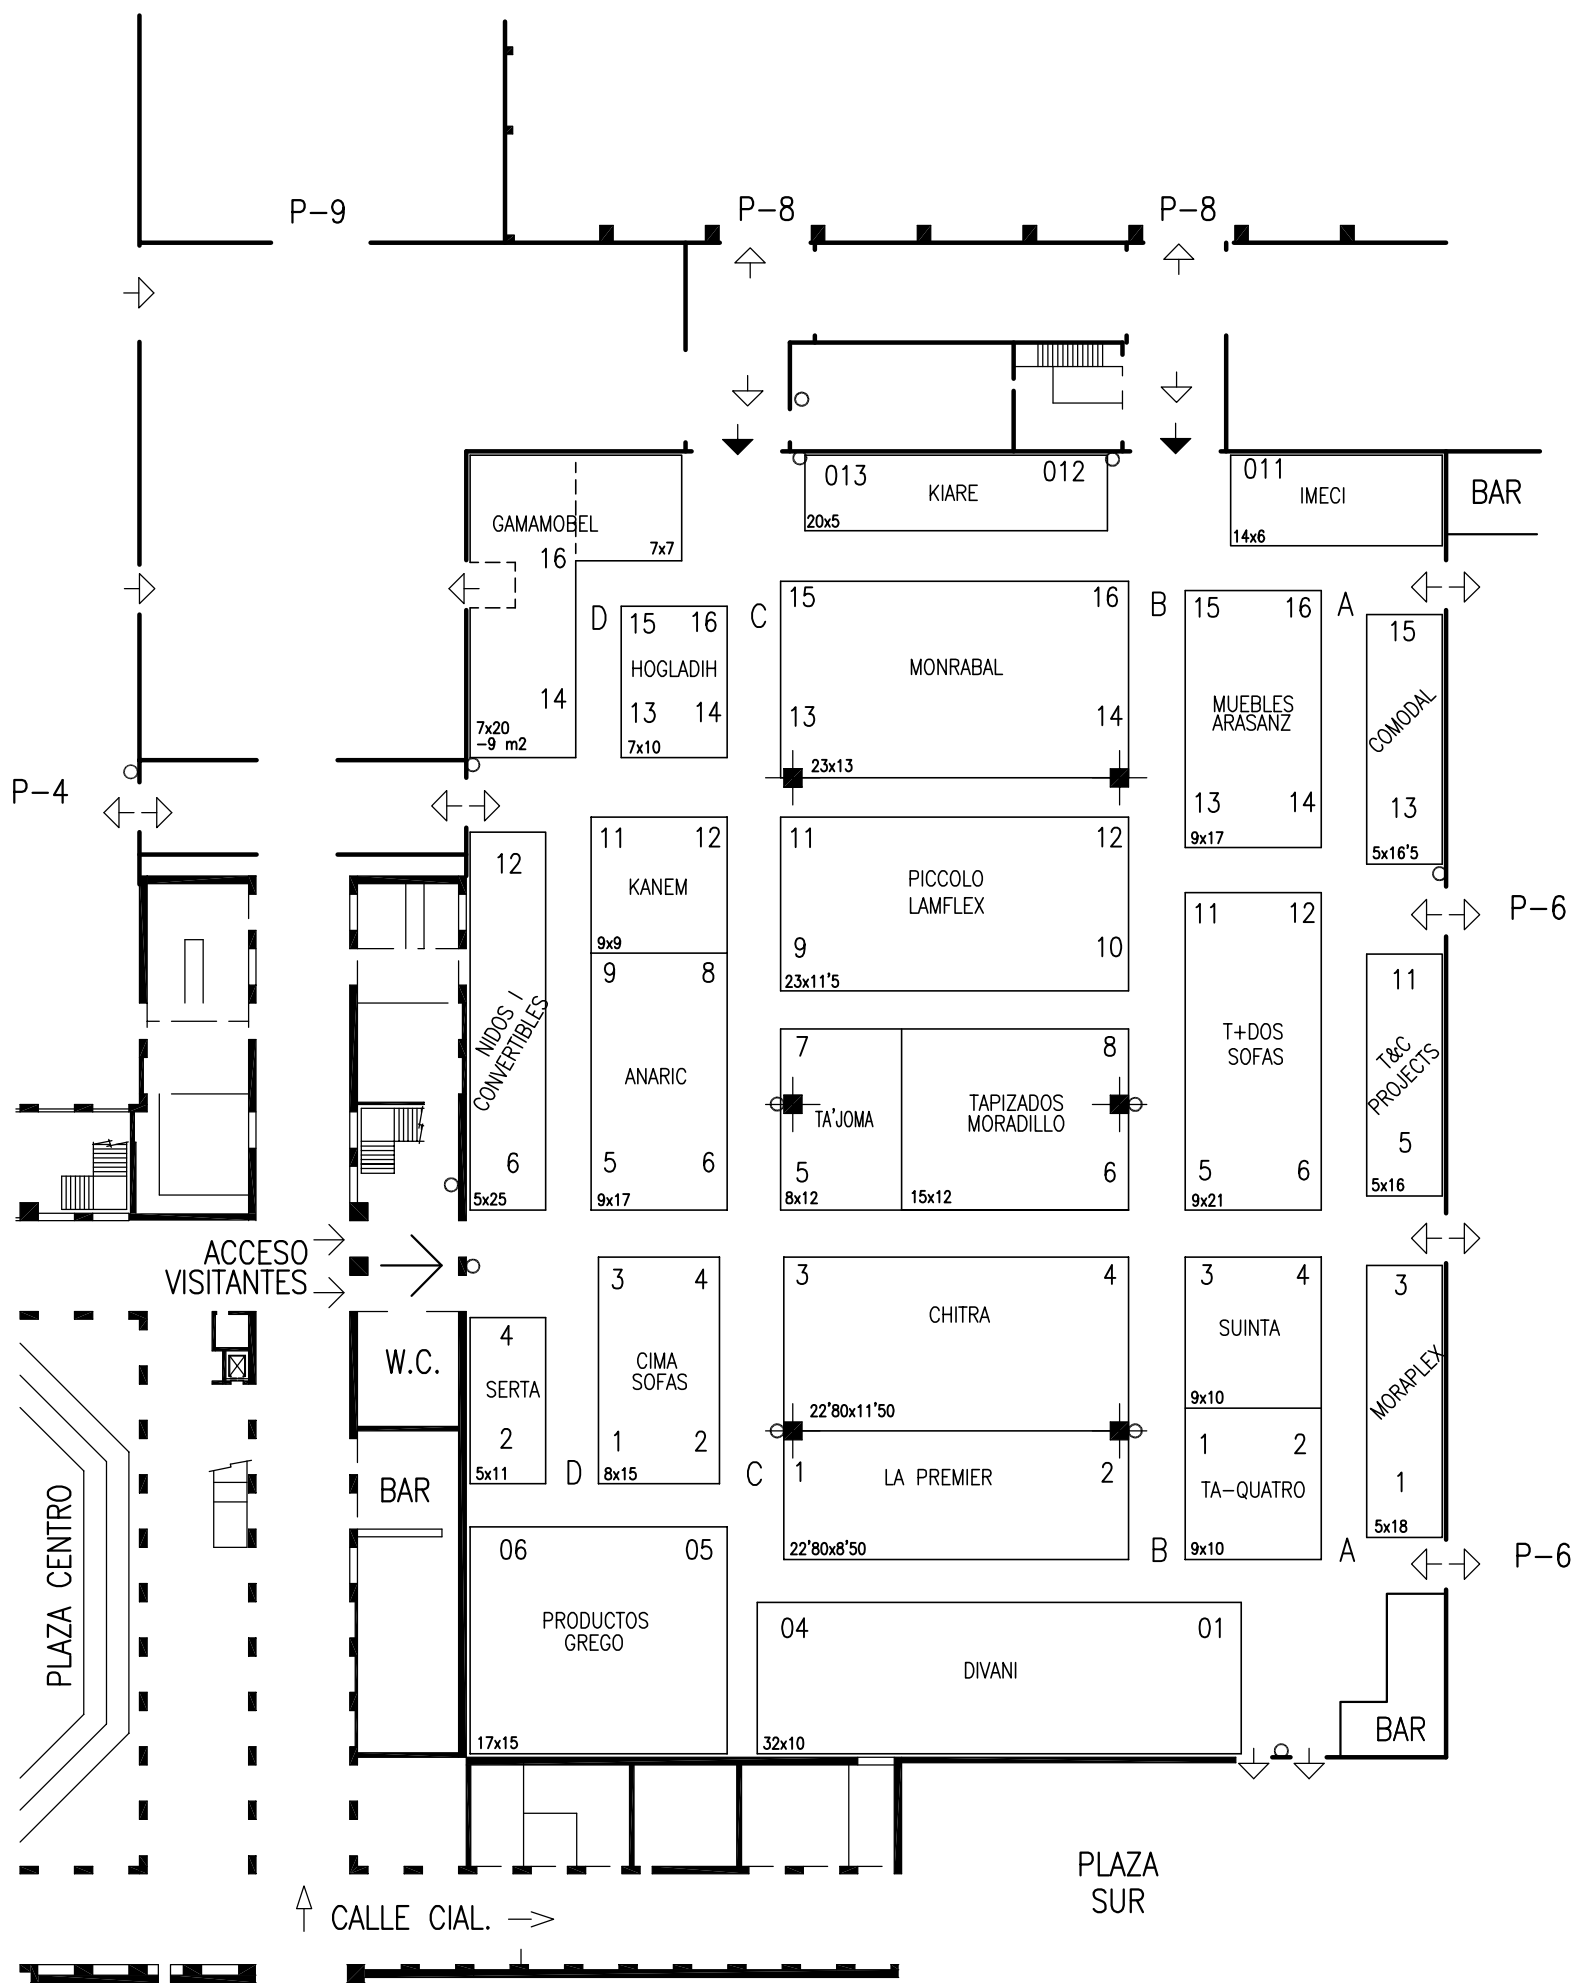 P-9
P-8
P-8
013
012
KIARE
20x5
011
IMECI
14x6
BAR
GAMAMOBEL
16
7x7
14
7x20
-9 m2
D
15 16
HOGLADIH
13 14
7x10
C
15
16
MONRABAL
13
14
23x13
B
15 16
MUEBLES
ARASANZ
13 14
9x17
A
15
COMODAL
13
5x16'5
P-4
12
NIDOS I
CONVERTIBLES
6
5x25
11 12
KANEM
9x9
9 8
ANARIC
5 6
9x17
11
12
PICCOLO
LAMFLEX
9
10
23x11'5
7
TA'JOMA
5
8x12
8
TAPIZADOS
MORADILLO
6
15x12
11 12
T+DOS
SOFAS
5 6
9x21
P-6
11
T&C
PROJECTS
5
5x16
ACCESO
VISITANTES
W.C.
BAR
4
SERTA
2
5x11
3 4
CIMA
SOFAS
1 2
8x15
D
3
4
CHITRA
22'80x11'50
C
1
2
LA PREMIER
22'80x8'50
3 4
SUINTA
9x10
1 2
TA-QUATRO
9x10
B
3
MORAPLEX
1
5x18
A
P-6
PLAZA CENTRO
06 05
PRODUCTOS
GREGO
17x15
04
01
DIVANI
32x10
BAR
PLAZA
SUR
CALLE CIAL.